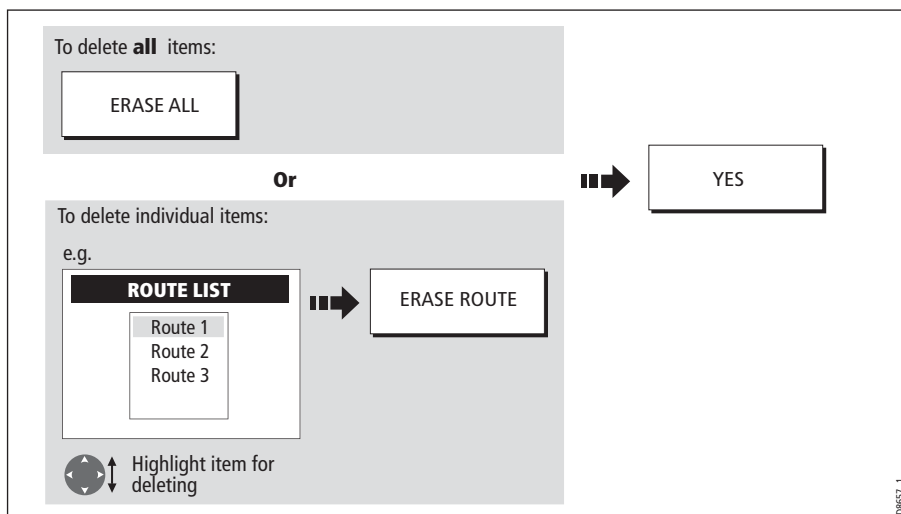 To delete all items:
ERASE ALL
Or
To delete individual items:
e.g.
ROUTE LIST
Route 1
Route 2
Route 3
Highlight item for
deleting
ERASE ROUTE
YES
D8657_1